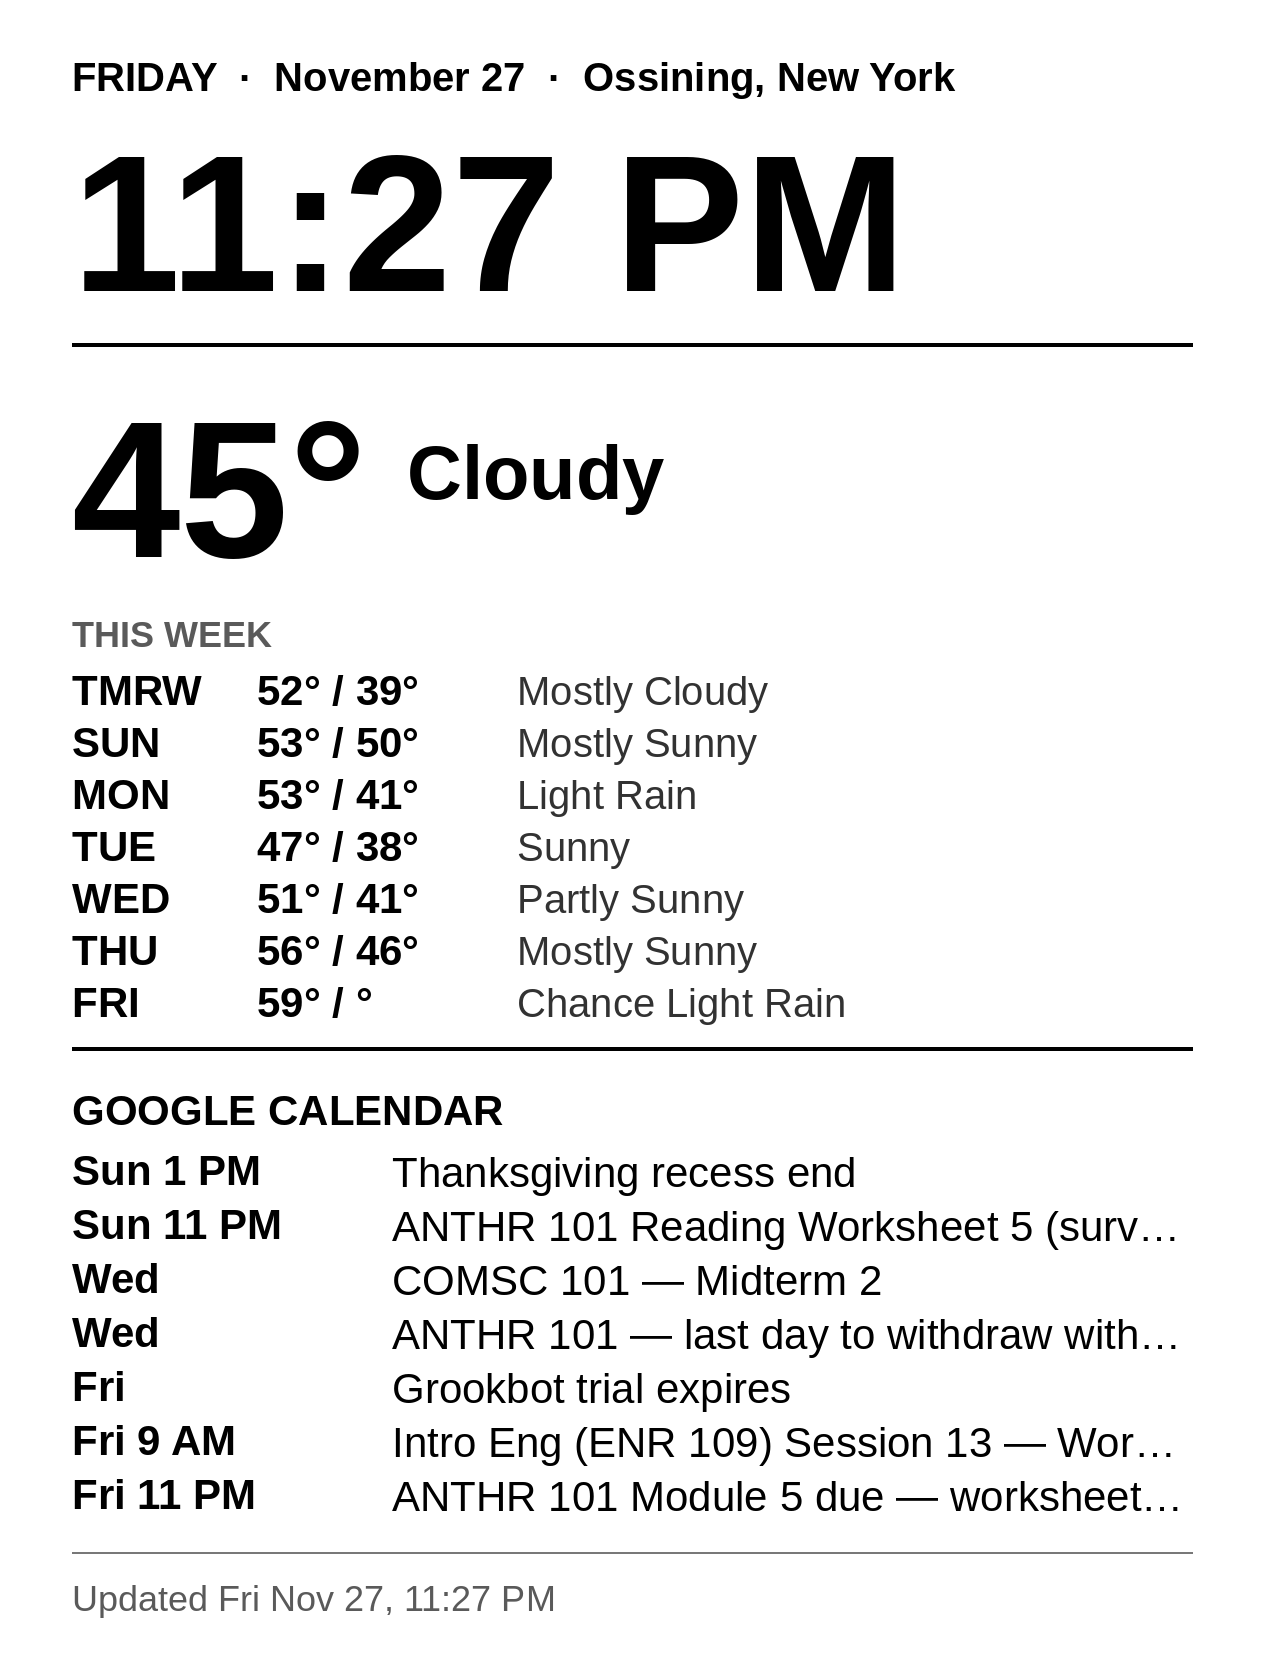 FRIDAY · November 27 · Ossining, New York
11:27 PM
45° Cloudy
THIS WEEK
TMRW 52° / 39° Mostly Cloudy
SUN 53° / 50° Mostly Sunny
MON 53° / 41° Light Rain
TUE 47° / 38° Sunny
WED 51° / 41° Partly Sunny
THU 56° / 46° Mostly Sunny
FRI 59° / ° Chance Light Rain
GOOGLE CALENDAR
Sun 1 PM Thanksgiving recess end
Sun 11 PM ANTHR 101 Reading Worksheet 5 (surv…
Wed COMSC 101 — Midterm 2
Wed ANTHR 101 — last day to withdraw with…
Fri Grookbot trial expires
Fri 9 AM Intro Eng (ENR 109) Session 13 — Wor…
Fri 11 PM ANTHR 101 Module 5 due — worksheet…
Updated Fri Nov 27, 11:27 PM